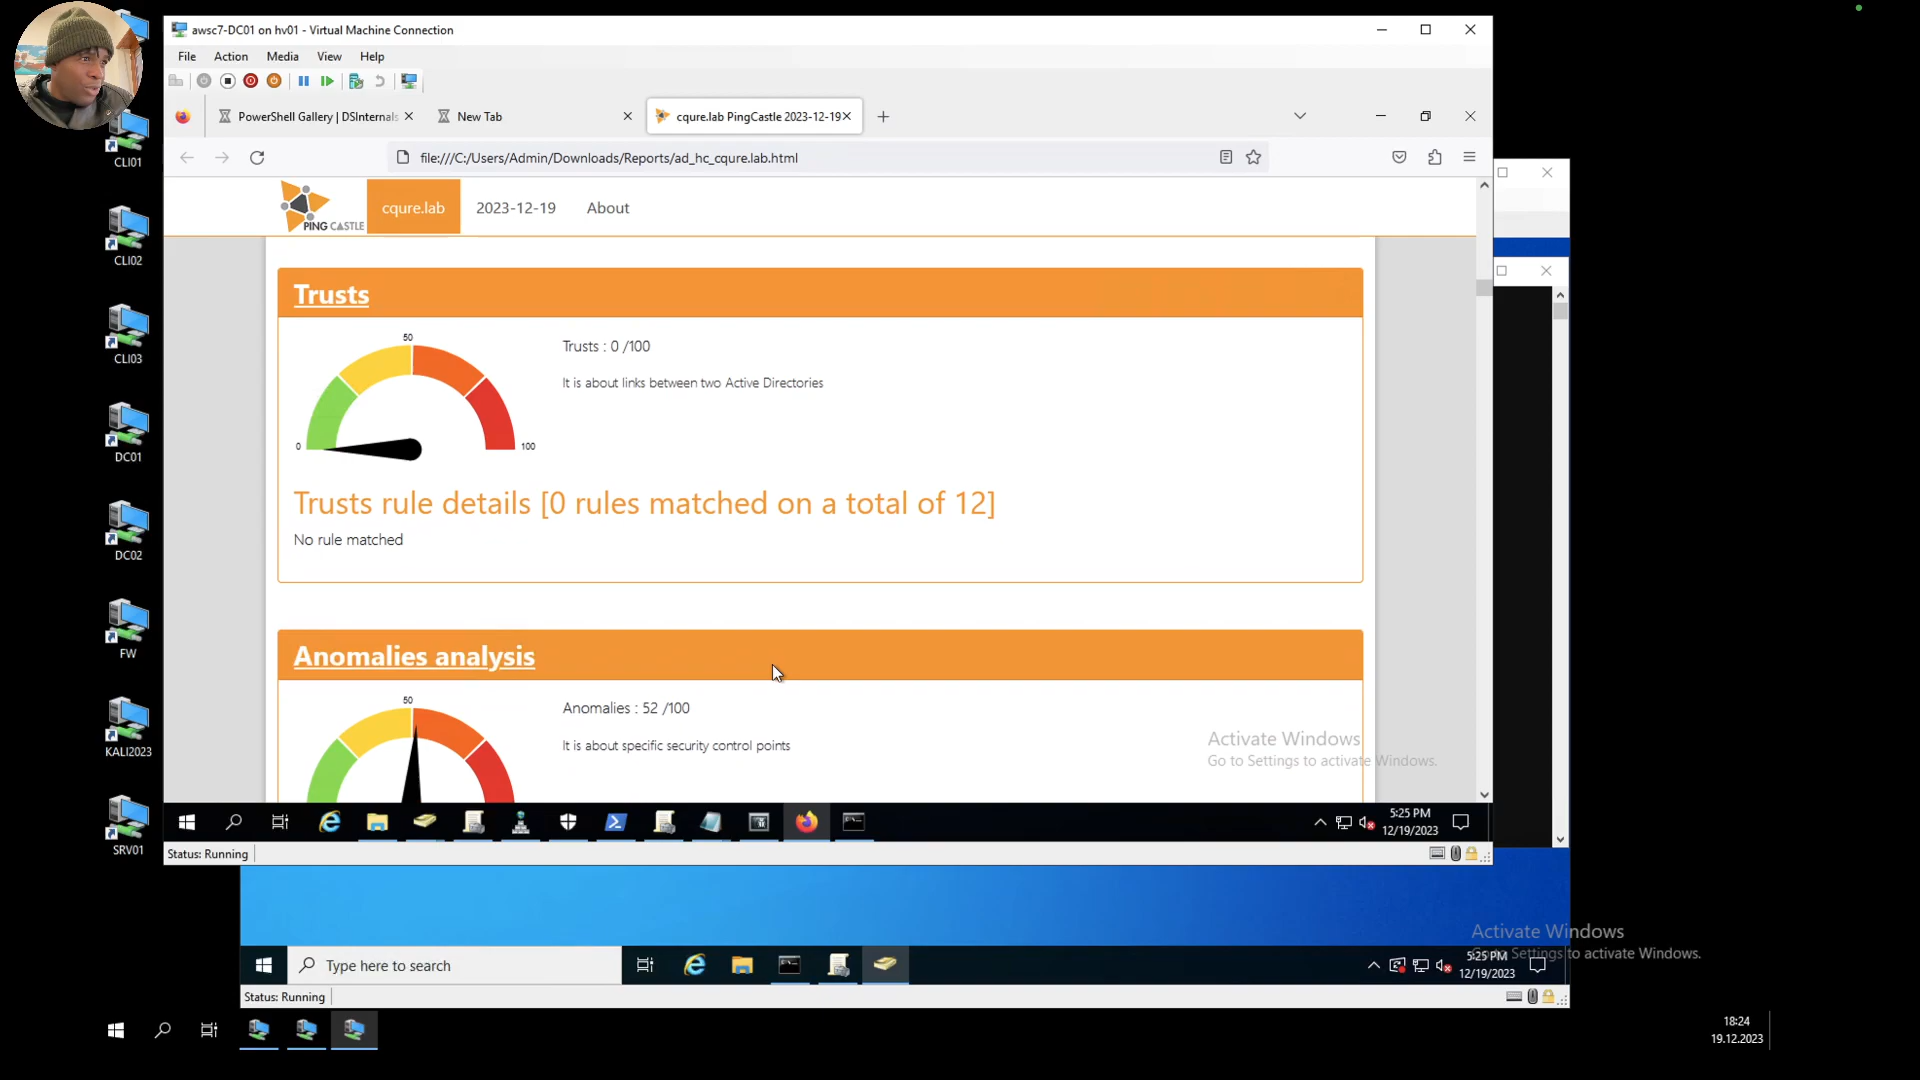 awsc7-DC01 on hv01 - Virtual Machine Connection
File Action Media View Help
PowerShell Gallery | DSInternals
New Tab
cqure.lab PingCastle 2023-12-19
file:///C:/Users/Admin/Downloads/Reports/ad_hc_cqure.lab.html
PING CASTLE
cqure.lab 2023-12-19 About
Trusts
50
0
100
Trusts : 0 /100
It is about links between two Active Directories
Trusts rule details [0 rules matched on a total of 12]
No rule matched
Anomalies analysis
50
Anomalies : 52 /100
It is about specific security control points
Activate Windows
Go to Settings to activate Windows.
5:25 PM
12/19/2023
Status: Running
CLI01
CLI02
CLI03
DC01
DC02
FW
KALI2023
SRV01
Activate Windows
Go to Settings to activate Windows.
Type here to search
5:25 PM
12/19/2023
Status: Running
18:24
19.12.2023